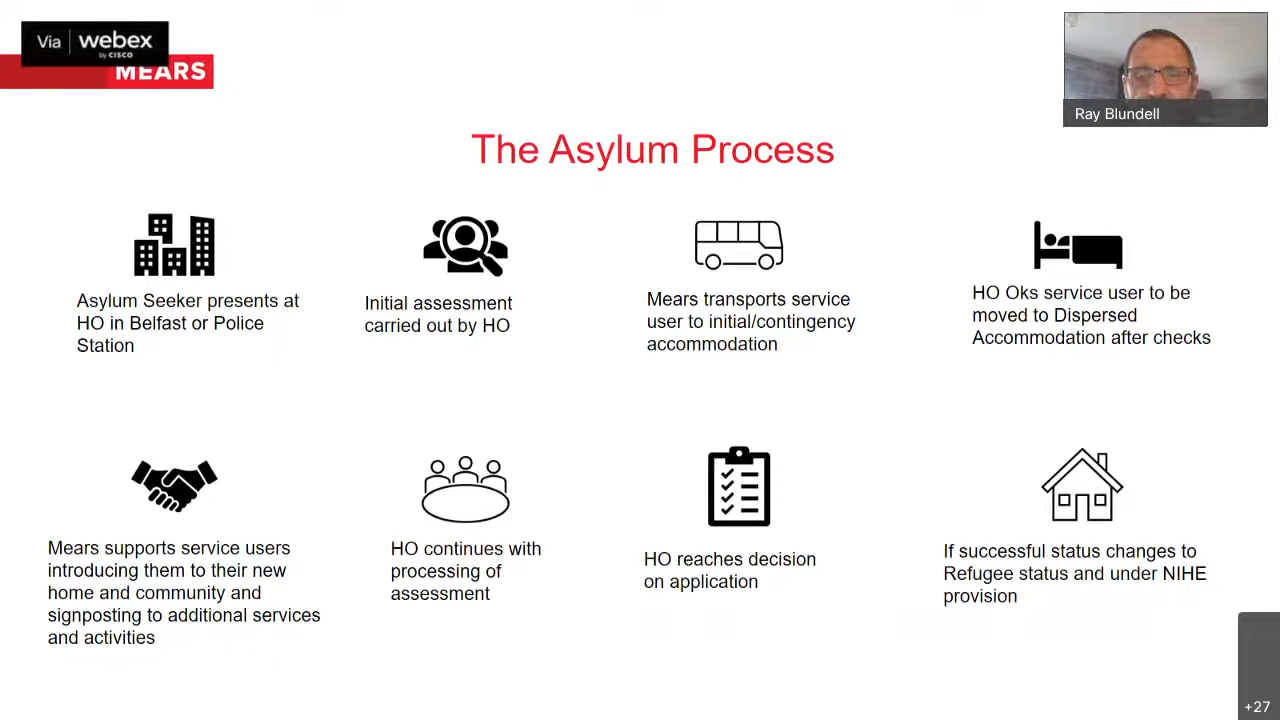 Via webex
by CISCO
MEARS
Ray Blundell
The Asylum Process
Asylum Seeker presents at
HO in Belfast or Police
Station
Initial assessment
carried out by HO
Mears transports service
user to initial/contingency
accommodation
HO Oks service user to be
moved to Dispersed
Accommodation after checks
Mears supports service users
introducing them to their new
home and community and
signposting to additional services
and activities
HO continues with
processing of
assessment
HO reaches decision
on application
If successful status changes to
Refugee status and under NIHE
provision
+27